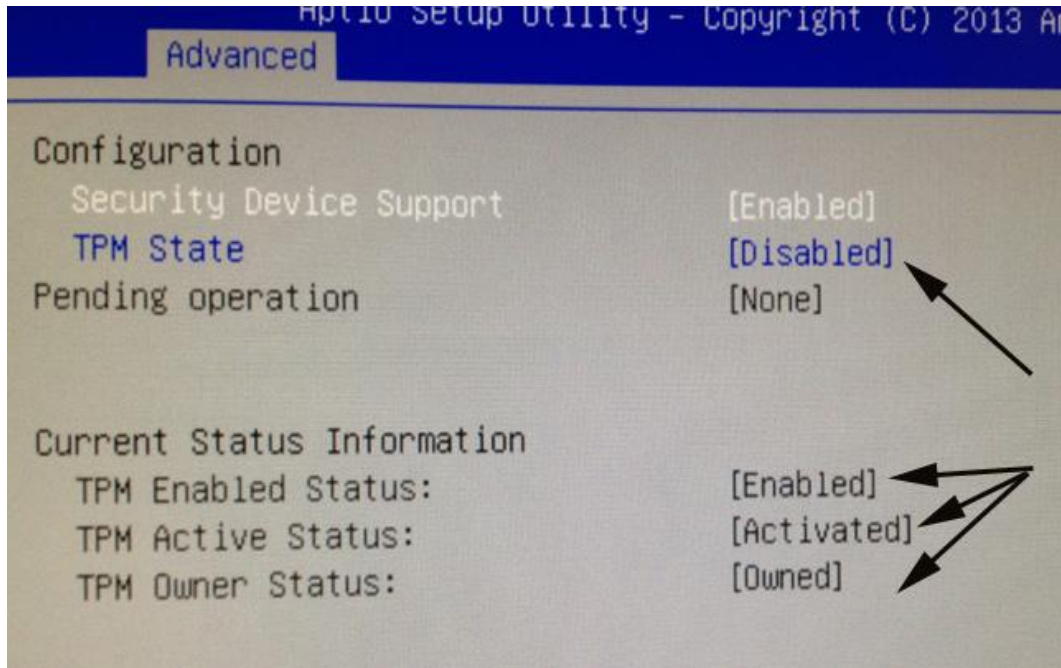 Aptio Setup Utility - Copyright (C) 2013
Advanced
Configuration
Security Device Support [Enabled]
TPM State [Disabled]
Pending operation [None]
Current Status Information
TPM Enabled Status: [Enabled]
TPM Active Status: [Activated]
TPM Owner Status: [Owned]